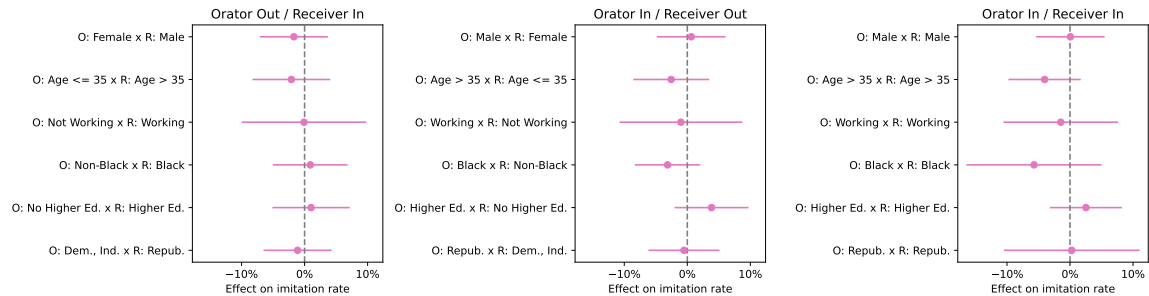 Orator Out / Receiver In
O: Female x R: Male
O: Age <= 35 x R: Age > 35
O: Not Working x R: Working
O: Non-Black x R: Black
O: No Higher Ed. x R: Higher Ed.
O: Dem., Ind. x R: Repub.
−10% 0% 10%
Effect on imitation rate
Orator In / Receiver Out
O: Male x R: Female
O: Age > 35 x R: Age <= 35
O: Working x R: Not Working
O: Black x R: Non-Black
O: Higher Ed. x R: No Higher Ed.
O: Repub. x R: Dem., Ind.
−10% 0% 10%
Effect on imitation rate
Orator In / Receiver In
O: Male x R: Male
O: Age > 35 x R: Age > 35
O: Working x R: Working
O: Black x R: Black
O: Higher Ed. x R: Higher Ed.
O: Repub. x R: Repub.
−10% 0% 10%
Effect on imitation rate